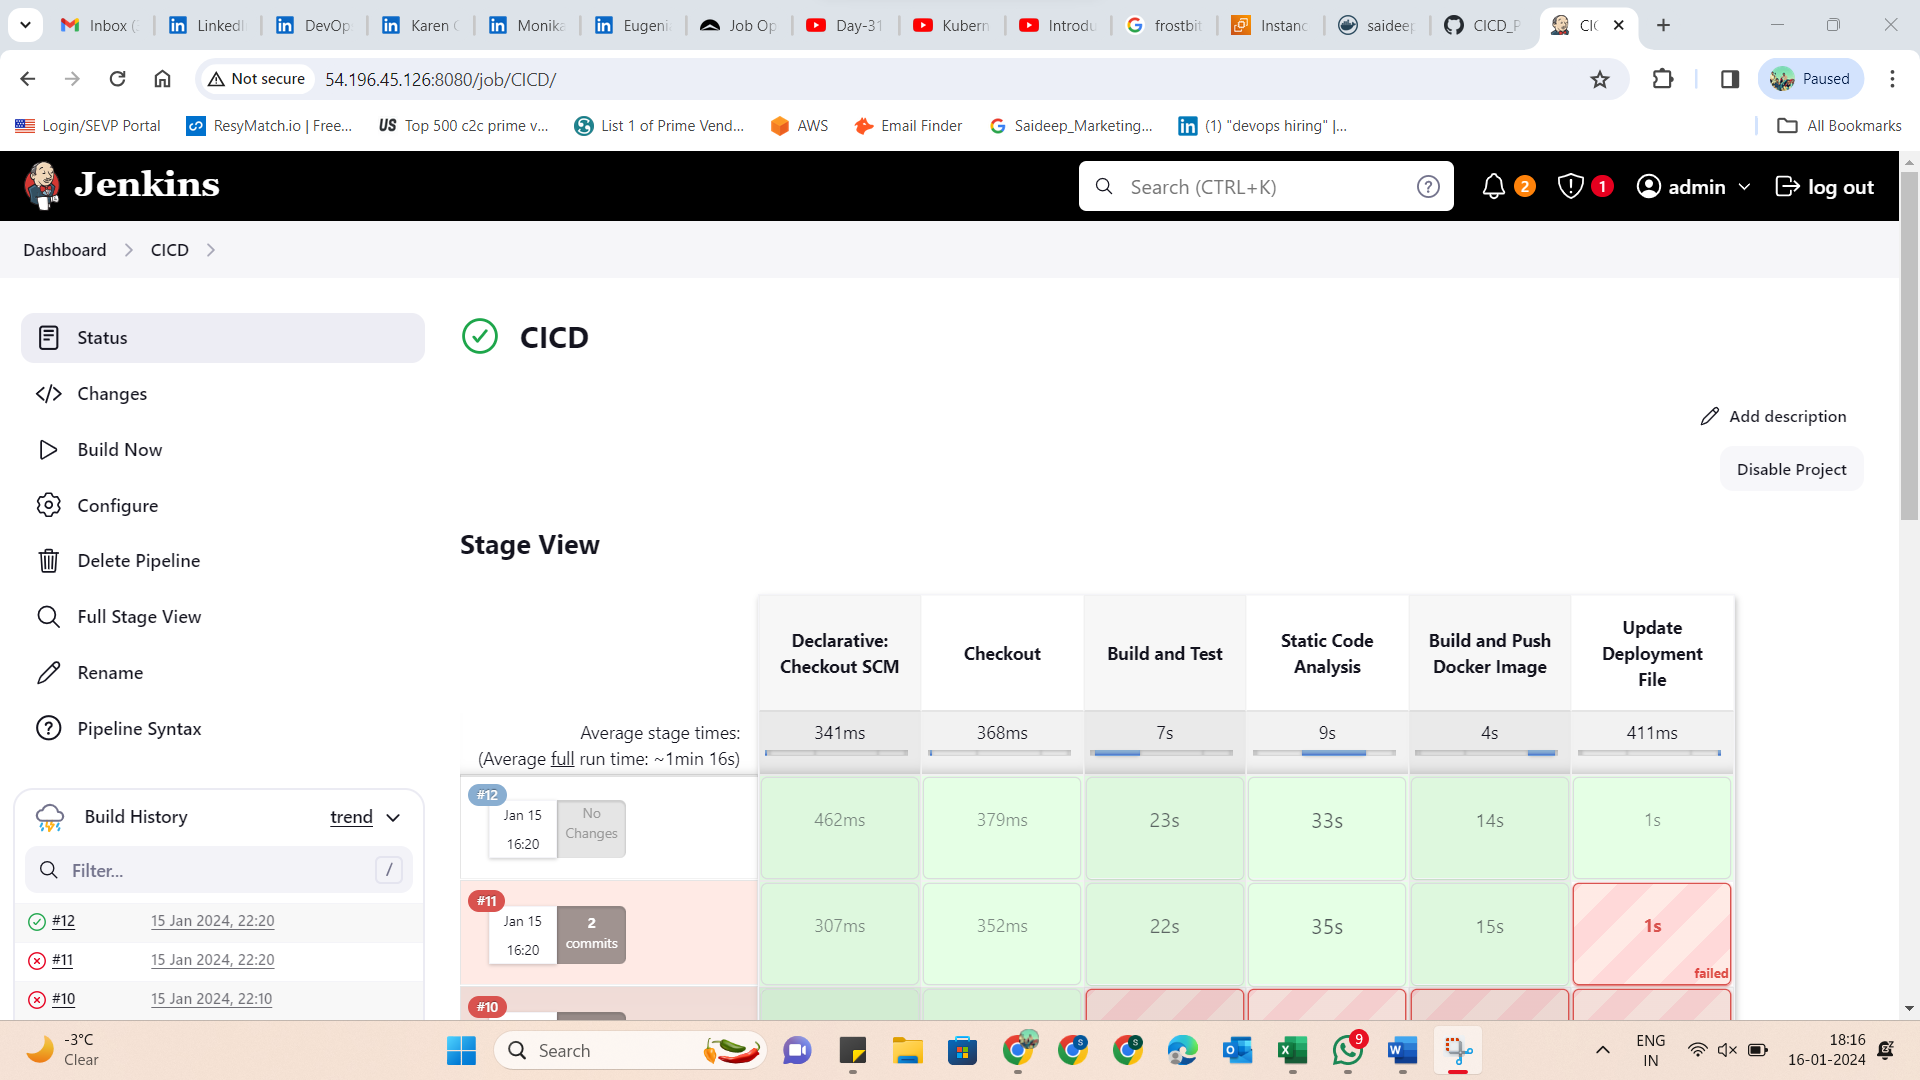 Inbox (
LinkedI
DevOp
Karen
Monika
Eugeni
Job Op
Day-31
Kubern
Introdu
frostbit
Instanc
saideep
CICD_P
CIC
Not secure
54.196.45.126:8080/job/CICD/
Paused
Login/SEVP Portal
ResyMatch.io | Free...
US
Top 500 c2c prime v...
List 1 of Prime Vend...
AWS
Email Finder
Saideep_Marketing...
(1) "devops hiring" |...
All Bookmarks
Jenkins
Search (CTRL+K)
2
1
admin
log out
Dashboard
CICD
Status
Changes
Build Now
Configure
Delete Pipeline
Full Stage View
Rename
Pipeline Syntax
CICD
Add description
Disable Project
Stage View
Declarative:
Checkout SCM
Checkout
Build and Test
Static Code
Analysis
Build and Push
Docker Image
Update
Deployment
File
Average stage times:
(Average full run time: ~1min 16s)
341ms
368ms
7s
9s
4s
411ms
#12
Jan 15
16:20
No
Changes
462ms
379ms
23s
33s
14s
1s
#11
Jan 15
16:20
2
commits
307ms
352ms
22s
35s
15s
1s
failed
#10
Build History
trend
Filter...
/
#12
15 Jan 2024, 22:20
#11
15 Jan 2024, 22:20
#10
15 Jan 2024, 22:10
-3°C
Clear
Search
9
ENG
IN
18:16
16-01-2024